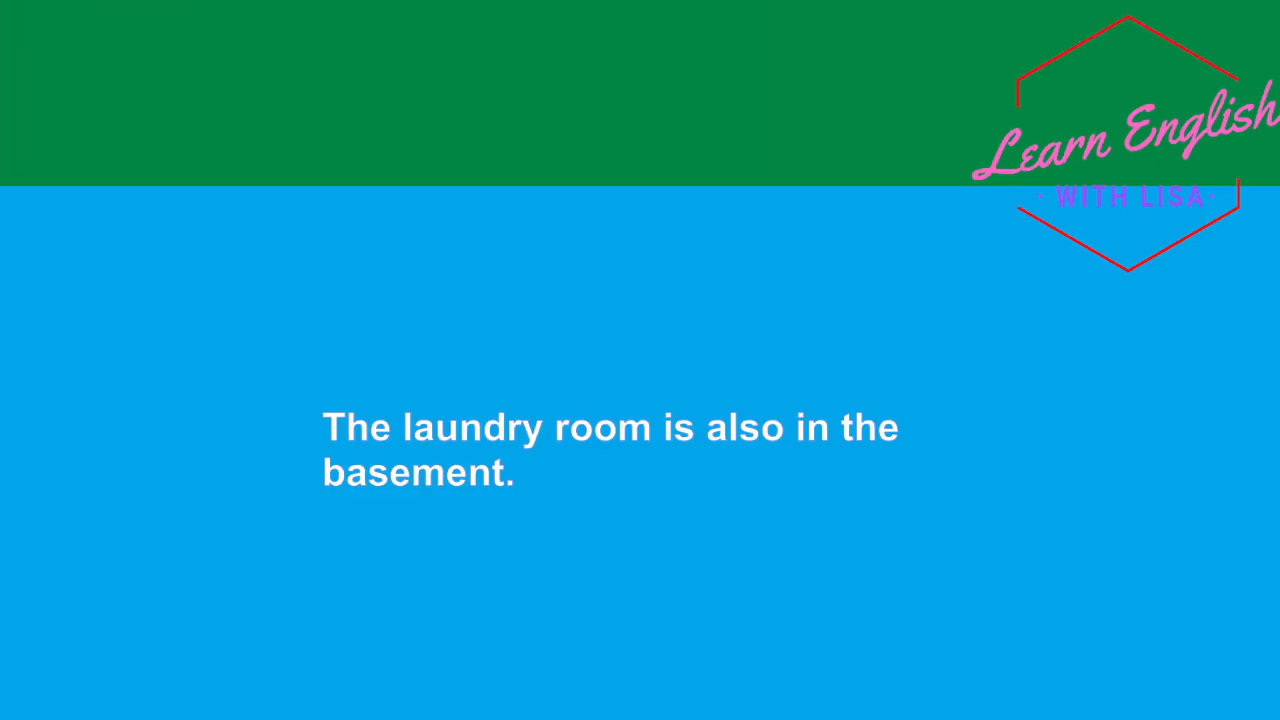 Learn English
· WITH LISA ·
The laundry room is also in the
basement.